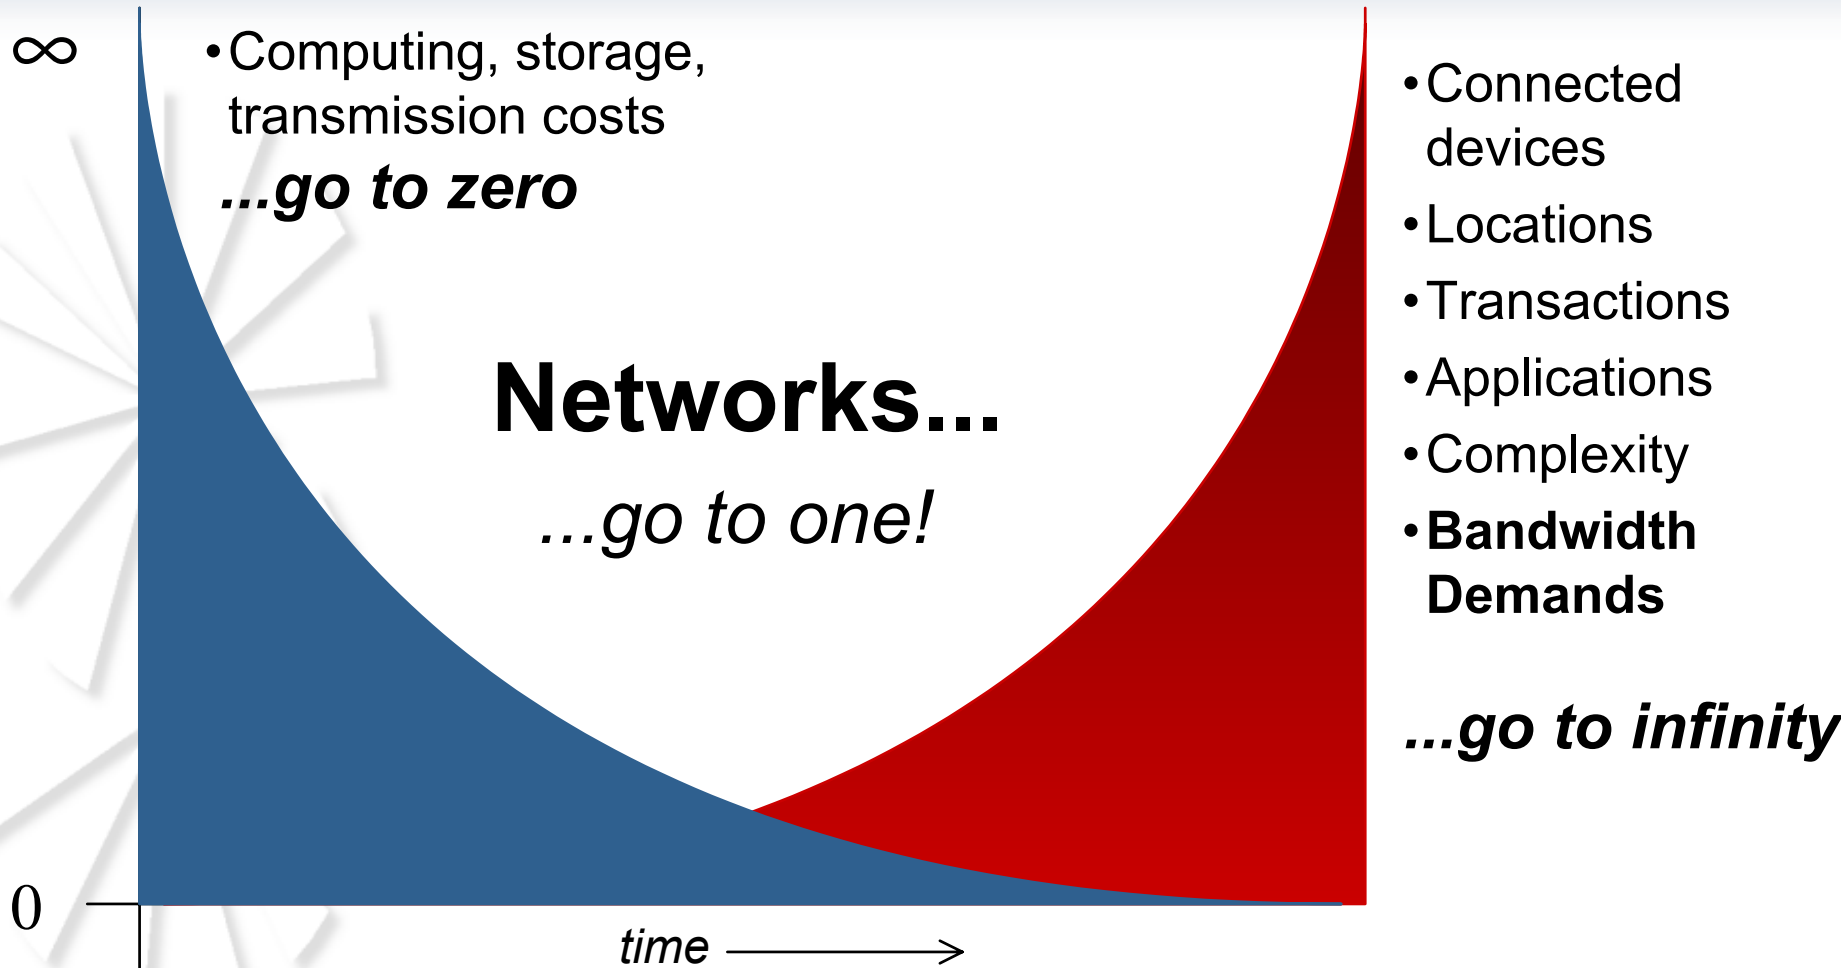 ∞
•Computing, storage,
transmission costs
...go to zero
Networks...
...go to one!
•Connected
devices
•Locations
•Transactions
•Applications
•Complexity
•Bandwidth
Demands
...go to infinity
0
time